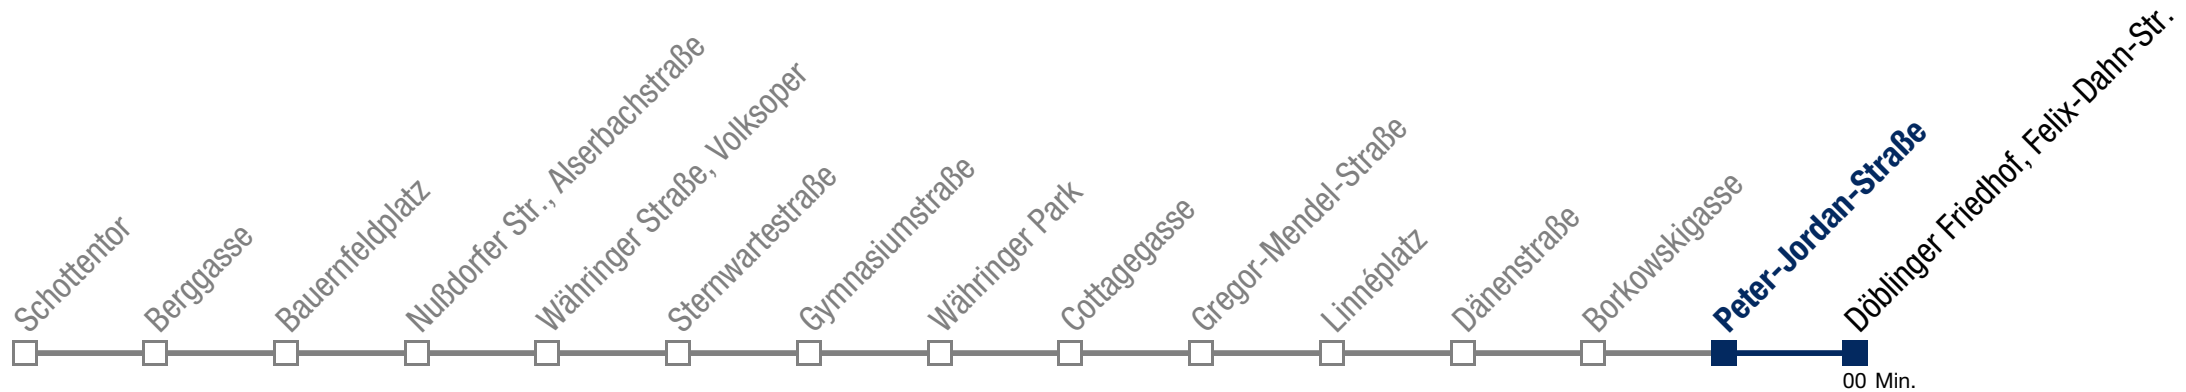 Schottentor
Berggasse
Bauernfeldplatz
Nußdorfer Str., Alserbachstraße
Währinger Straße, Volksoper
Sternwartestraße
Gymnasiumstraße
Währinger Park
Cottagegasse
Gregor-Mendel-Straße
Linnéplatz
Dänenstraße
Borkowskigasse
Peter-Jordan-Straße
Döblinger Friedhof, Felix-Dahn-Str.
00 Min.